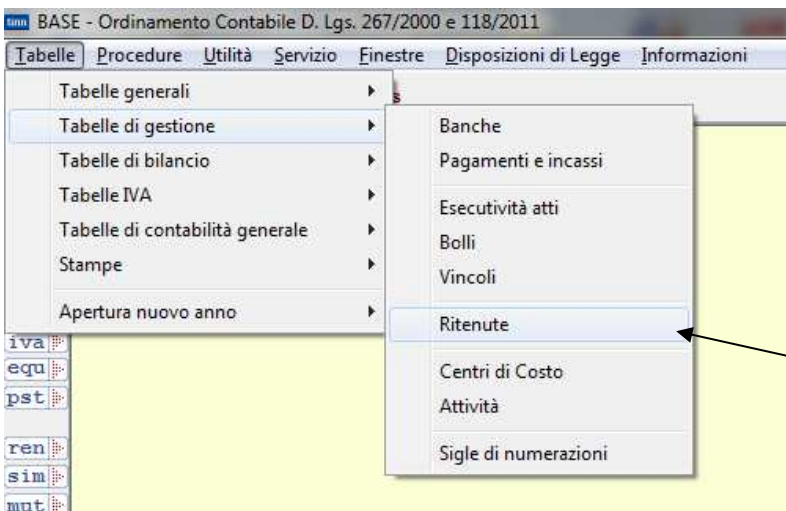 tinn BASE - Ordinamento Contabile D. Lgs. 267/2000 e 118/2011
Tabelle Procedure Utilità Servizio Finestre Disposizioni di Legge Informazioni
Tabelle generali
Tabelle di gestione
Tabelle di bilancio
Tabelle IVA
Tabelle di contabilità generale
Stampe
Apertura nuovo anno
s
Banche
Pagamenti e incassi
Esecutività atti
Bolli
Vincoli
Ritenute
Centri di Costo
Attività
Sigle di numerazioni
iva
equ
pst
ren
sim
mut